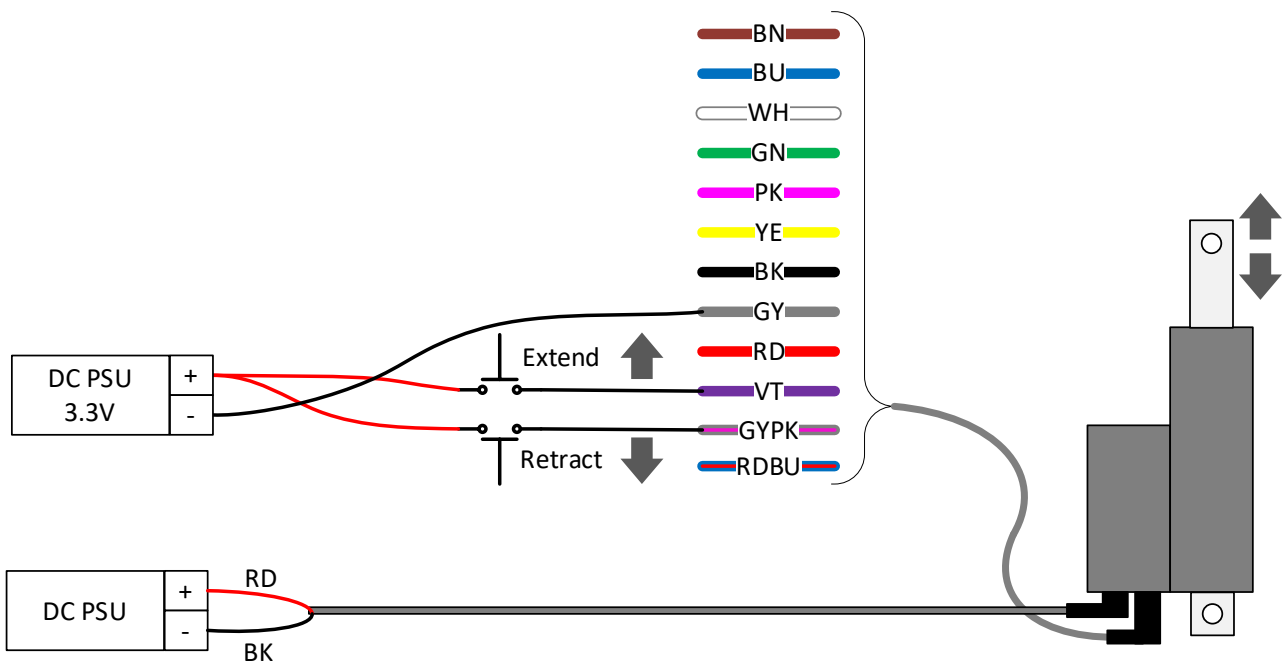 BN
BU
WH
GN
PK
YE
BK
GY
RD
VT
GYPK
RDBU
DC PSU
3.3V
+
-
Extend
Retract
DC PSU
+
-
RD
BK